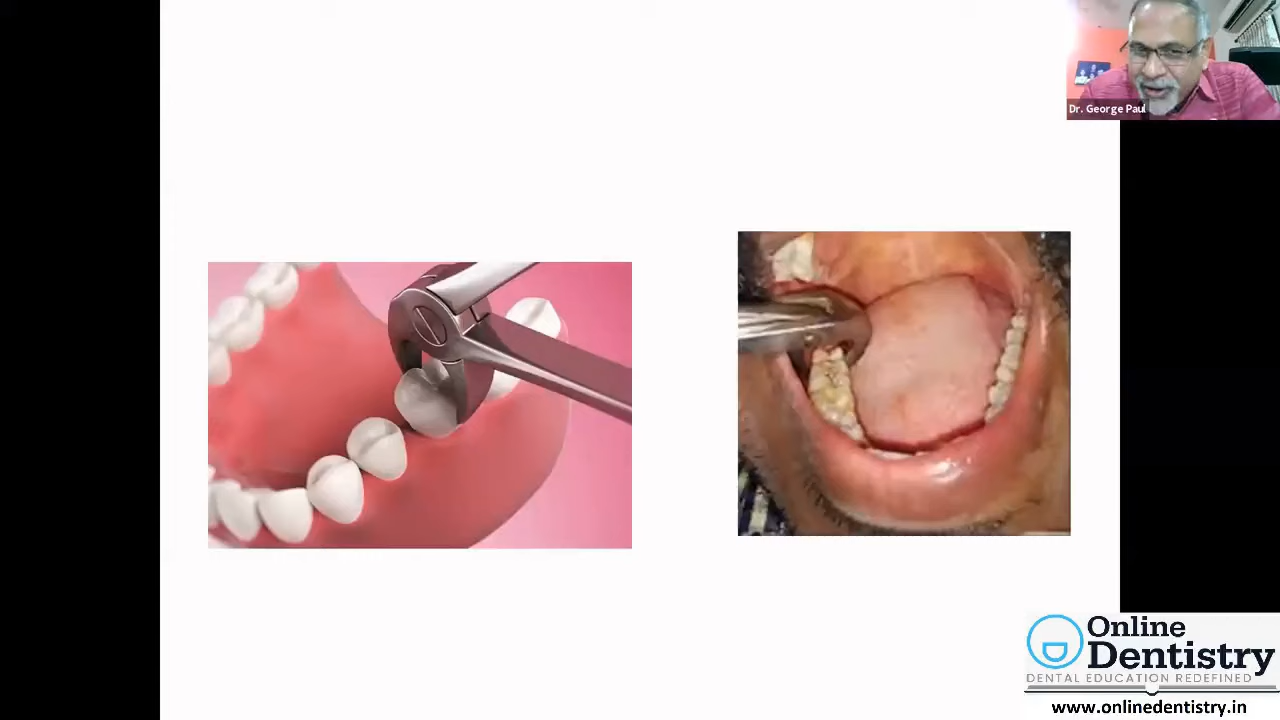 Dr. George Paul
Online
Dentistry
DENTAL EDUCATION REDEFINED
www.onlinedentistry.in